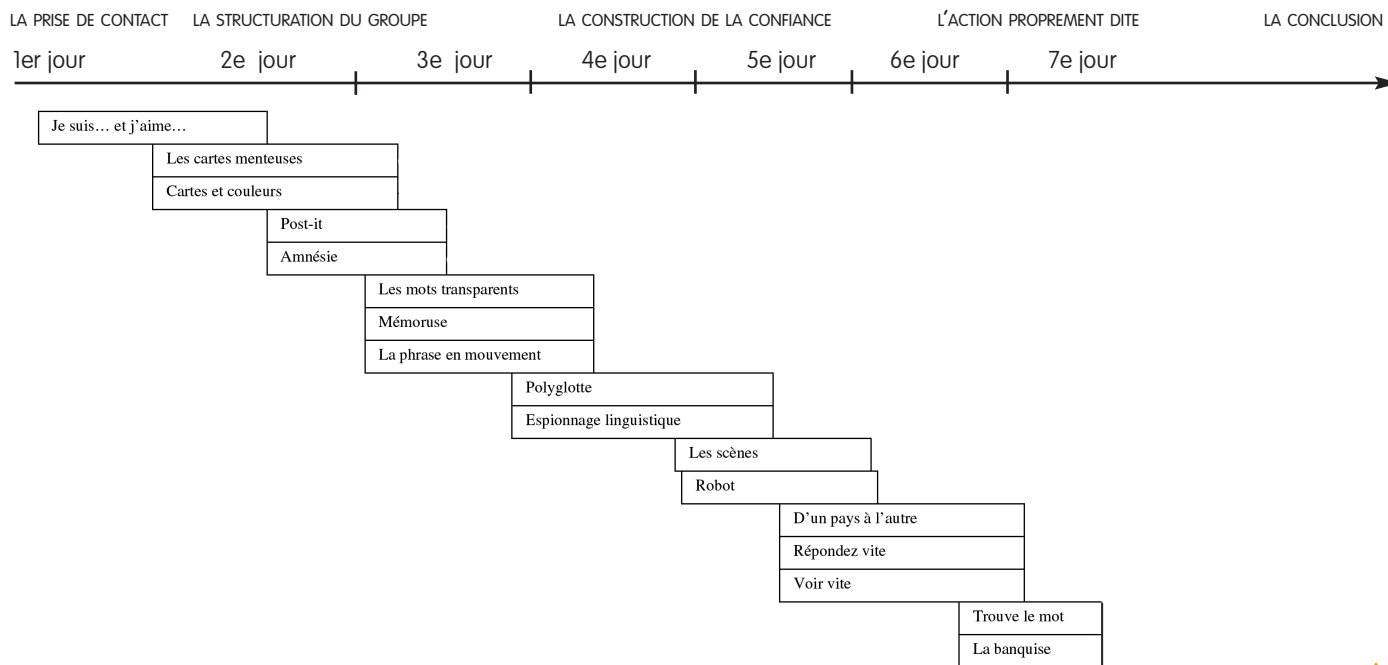 LA PRISE DE CONTACT LA STRUCTURATION DU GROUPE LA CONSTRUCTION DE LA CONFIANCE L'ACTION PROPREMENT DITE LA CONCLUSION
1er jour 2e jour 3e jour 4e jour 5e jour 6e jour 7e jour
Je suis… et j'aime…
Les cartes menteuses
Cartes et couleurs
Post-it
Amnésie
Les mots transparents
Mémoruse
La phrase en mouvement
Polyglotte
Espionnage linguistique
Les scènes
Robot
D'un pays à l'autre
Répondez vite
Voir vite
Trouve le mot
La banquise